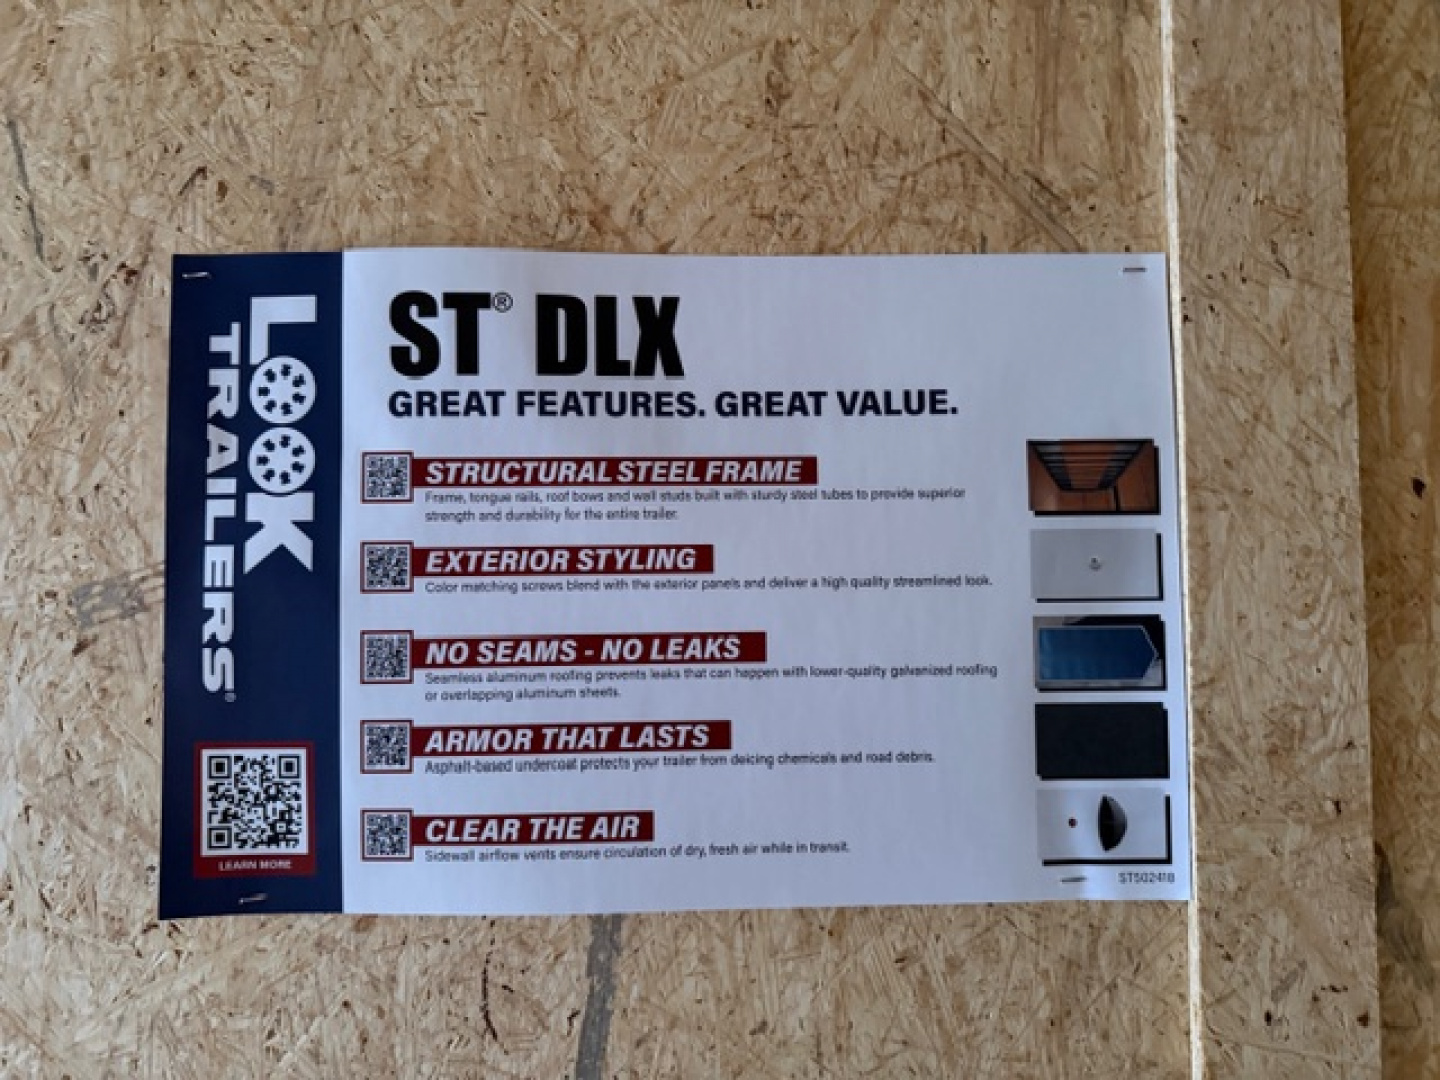 LOOK
TRAILERS®
LEARN MORE
ST® DLX
GREAT FEATURES. GREAT VALUE.
STRUCTURAL STEEL FRAME
Frame, tongue rails, roof bows and wall studs built with sturdy steel tubes to provide superior
strength and durability for the entire trailer.
EXTERIOR STYLING
Color matching screws blend with the exterior panels and deliver a high quality streamlined look.
NO SEAMS - NO LEAKS
Seamless aluminum roofing prevents leaks that can happen with lower-quality galvanized roofing
or overlapping aluminum sheets.
ARMOR THAT LASTS
Asphalt-based undercoat protects your trailer from deicing chemicals and road debris.
CLEAR THE AIR
Sidewall airflow vents ensure circulation of dry, fresh air while in transit.
ST502418